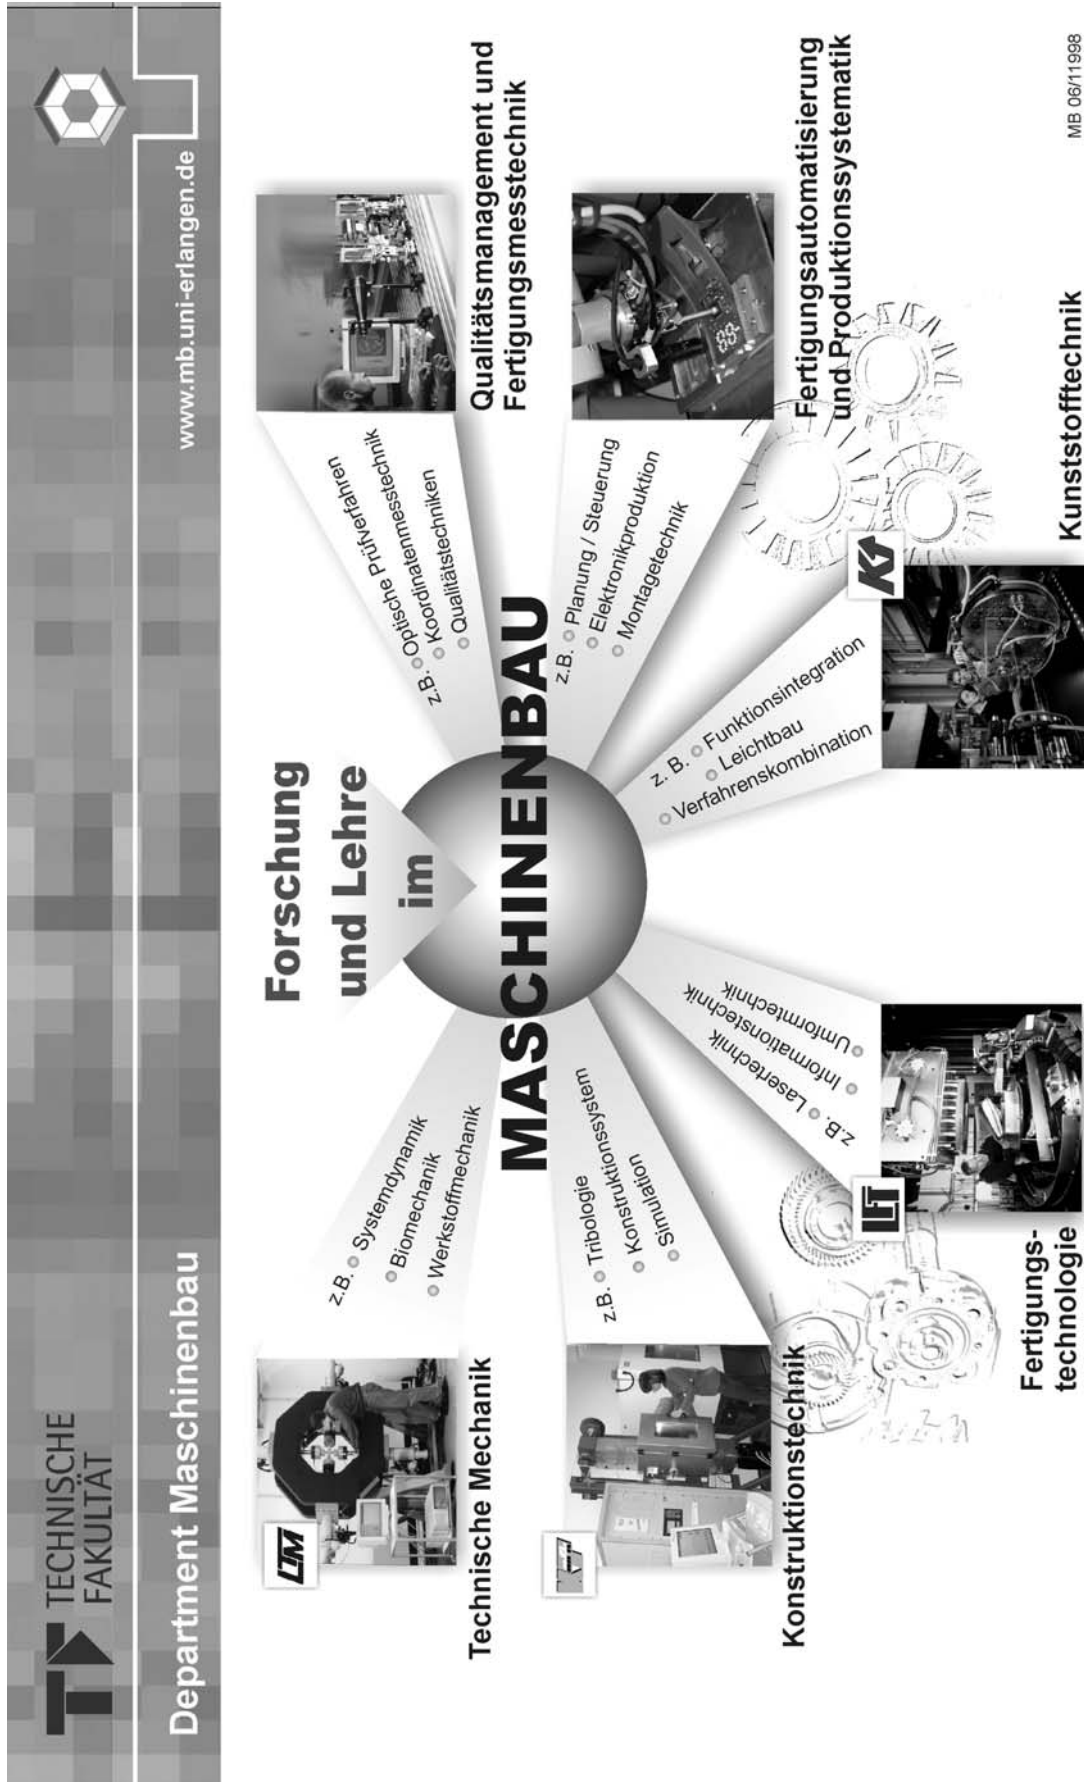 TECHNISCHE
FAKULTÄT
Department Maschinenbau
www.mb.uni-erlangen.de
Forschung
und Lehre
im
MASCHINENBAU
LTM
Technische Mechanik
z.B. Systemdynamik
Biomechanik
Werkstoffmechanik
Konstruktionstechnik
z.B. Tribologie
Konstruktionssystem
Simulation
LFT
Fertigungs-
technologie
z.B. Lasertechnik
Informationstechnik
Umformtechnik
z. B. Funktionsintegration
Leichtbau
Verfahrenskombination
Kunststofftechnik
z.B. Planung / Steuerung
Elektronikproduktion
Montagetechnik
Fertigungsautomatisierung
und Produktionssystematik
z.B. Optische Prüfverfahren
Koordinatenmesstechnik
Qualitätstechniken
Qualitätsmanagement und
Fertigungsmesstechnik
MB 06/11998